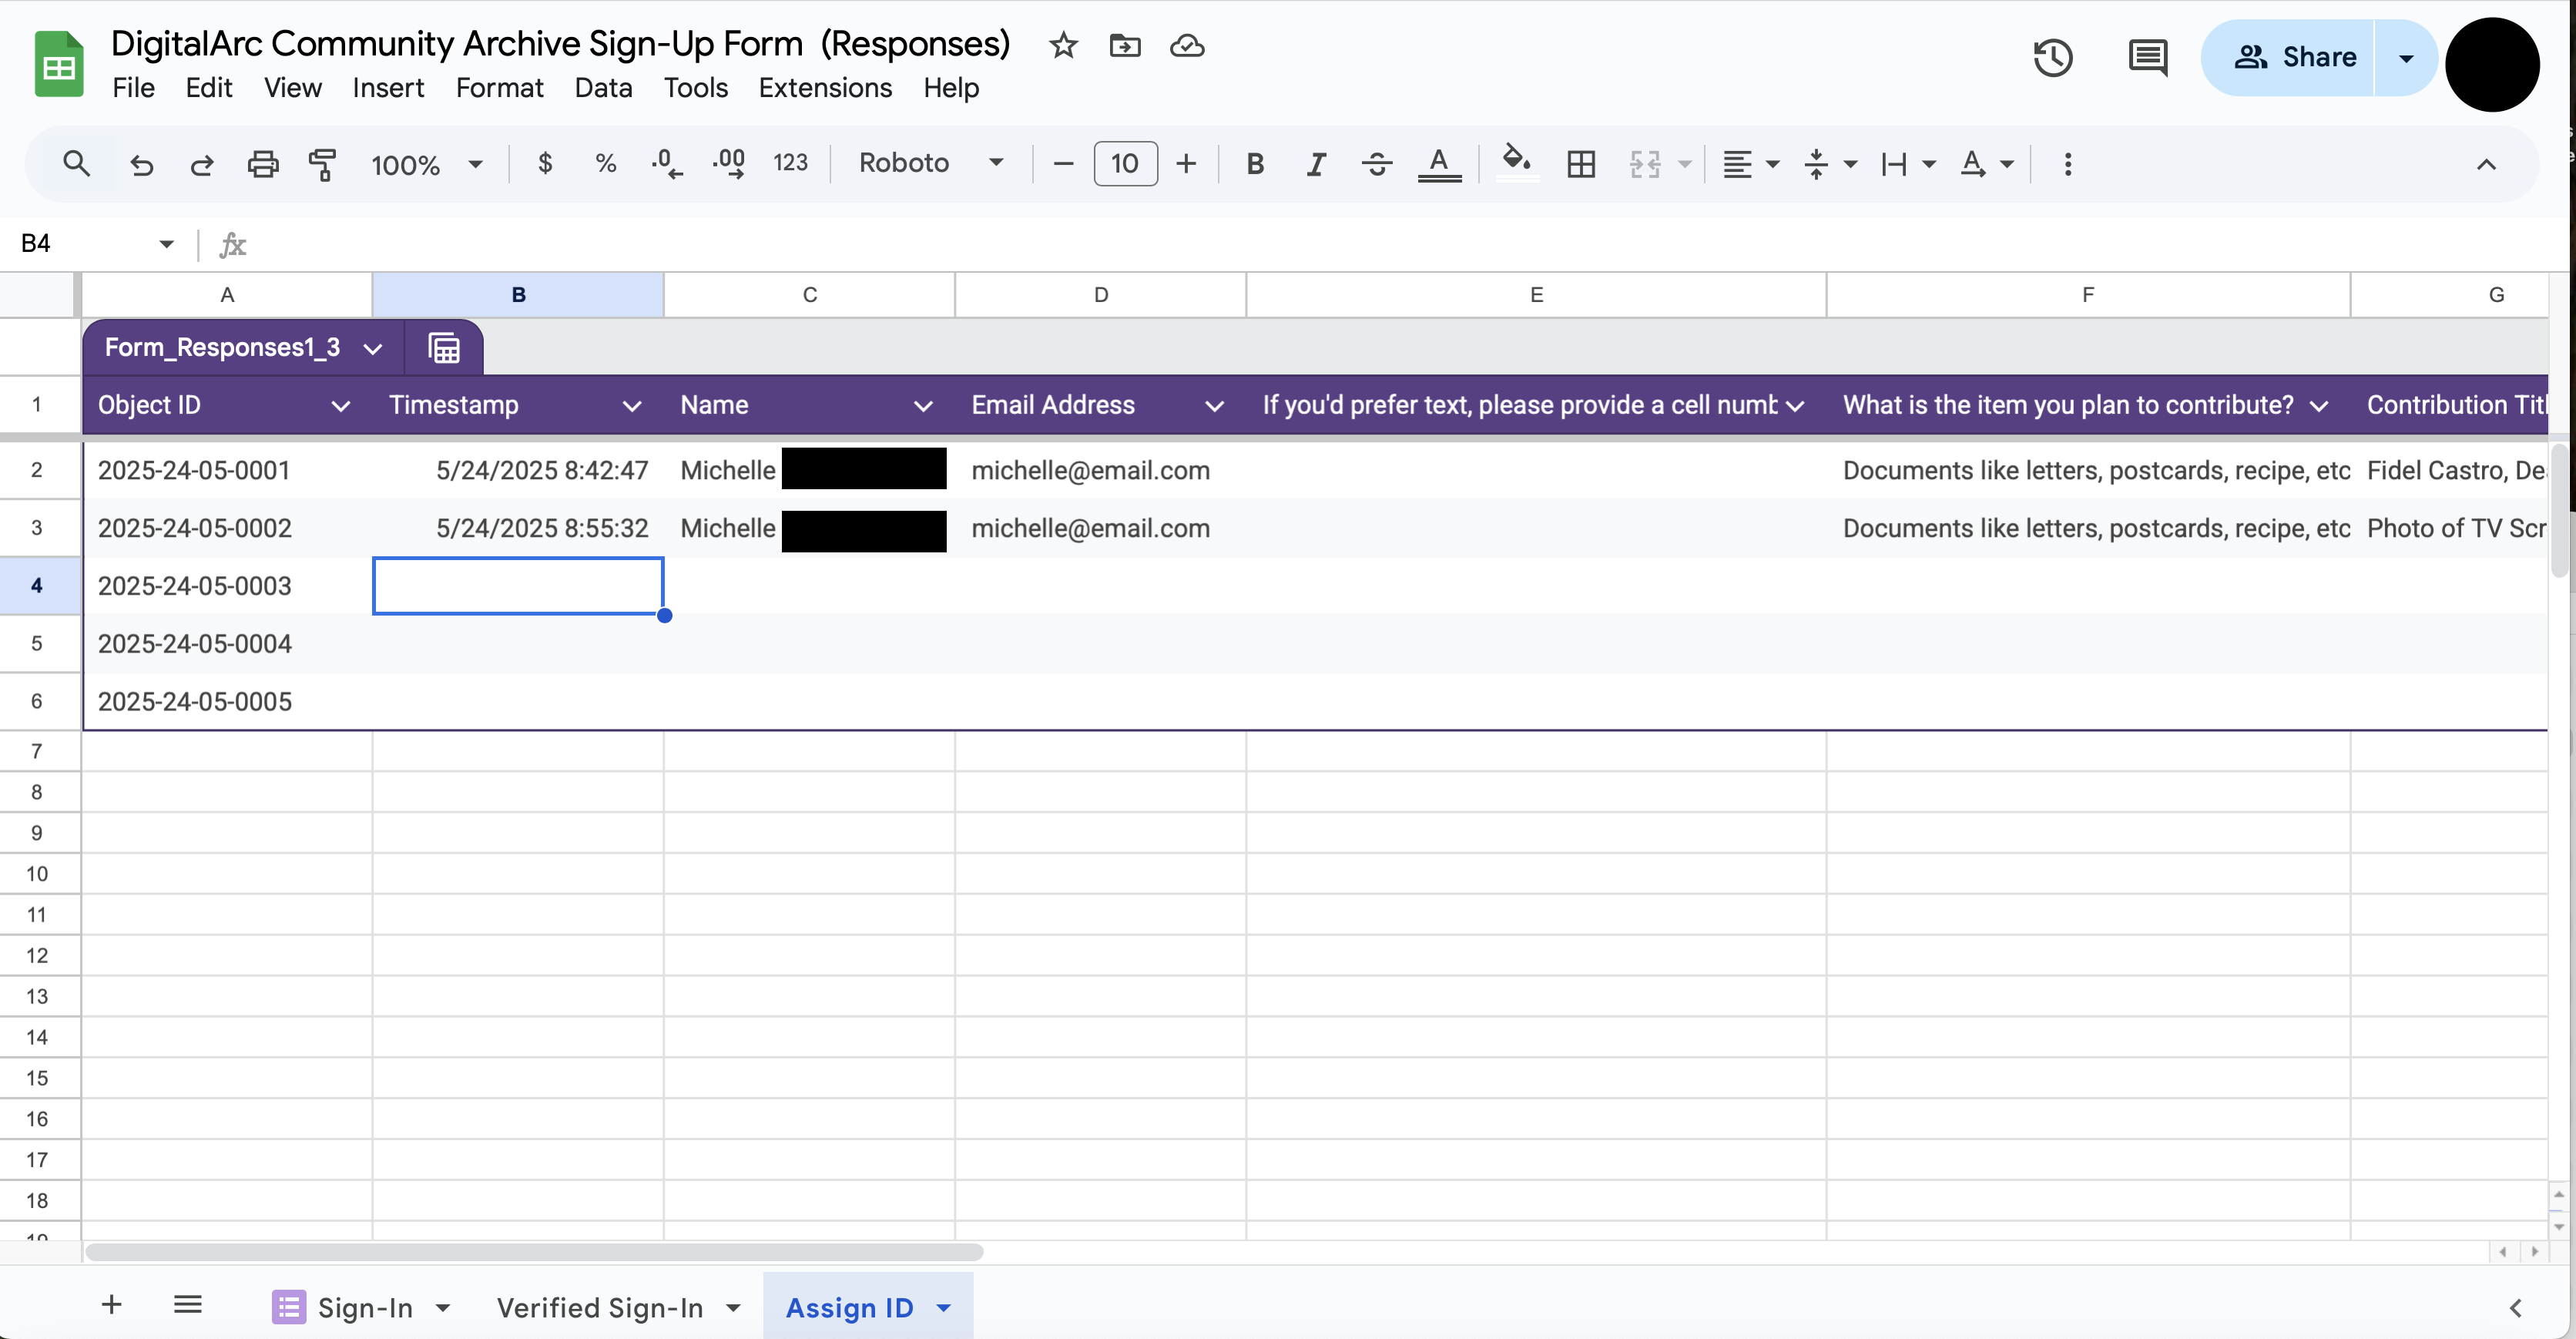 DigitalArc Community Archive Sign-Up Form (Responses)
File Edit View Insert Format Data Tools Extensions Help
Share
100% $ % .0 .00 123 Roboto 10 B I S A A
B4 fx
A B C D E F G
Form_Responses1_3
1 Object ID Timestamp Name Email Address If you'd prefer text, please provide a cell numb What is the item you plan to contribute? Contribution Titl
2 2025-24-05-0001 5/24/2025 8:42:47 Michelle michelle@email.com Documents like letters, postcards, recipe, etc Fidel Castro, De
3 2025-24-05-0002 5/24/2025 8:55:32 Michelle michelle@email.com Documents like letters, postcards, recipe, etc Photo of TV Scr
4 2025-24-05-0003
5 2025-24-05-0004
6 2025-24-05-0005
7
8
9
10
11
12
13
14
15
16
17
18
19
Sign-In Verified Sign-In Assign ID